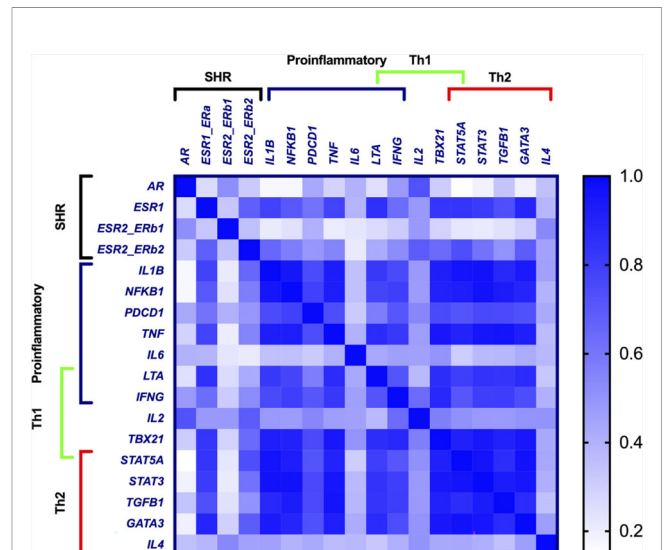 Proinflammatory
Th1
SHR
Th2
AR
ESR1_ERa
ESR2_ERb1
ESR2_ERb2
IL1B
NFKB1
PDCD1
TNF
IL6
LTA
IFNG
IL2
TBX21
STAT5A
STAT3
TGFB1
GATA3
IL4
SHR
Proinflammatory
Th1
Th2
AR
ESR1
ESR2_ERb1
ESR2_ERb2
IL1B
NFKB1
PDCD1
TNF
IL6
LTA
IFNG
IL2
TBX21
STAT5A
STAT3
TGFB1
GATA3
IL4
1.0
0.8
0.6
0.4
0.2